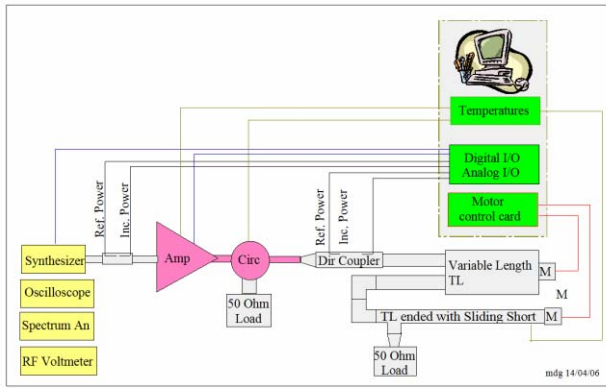 Temperatures
Digital I/O
Analog I/O
Motor
control card
Ref. Power
Inc. Power
Ref. Power
Inc. Power
Synthesizer
Amp
Circ
Dir Coupler
Variable Length
TL
M
M
Oscilloscope
50 Ohm
Load
TL ended with Sliding Short
M
Spectrum An
RF Voltmeter
50 Ohm
Load
mdg 14/04/06